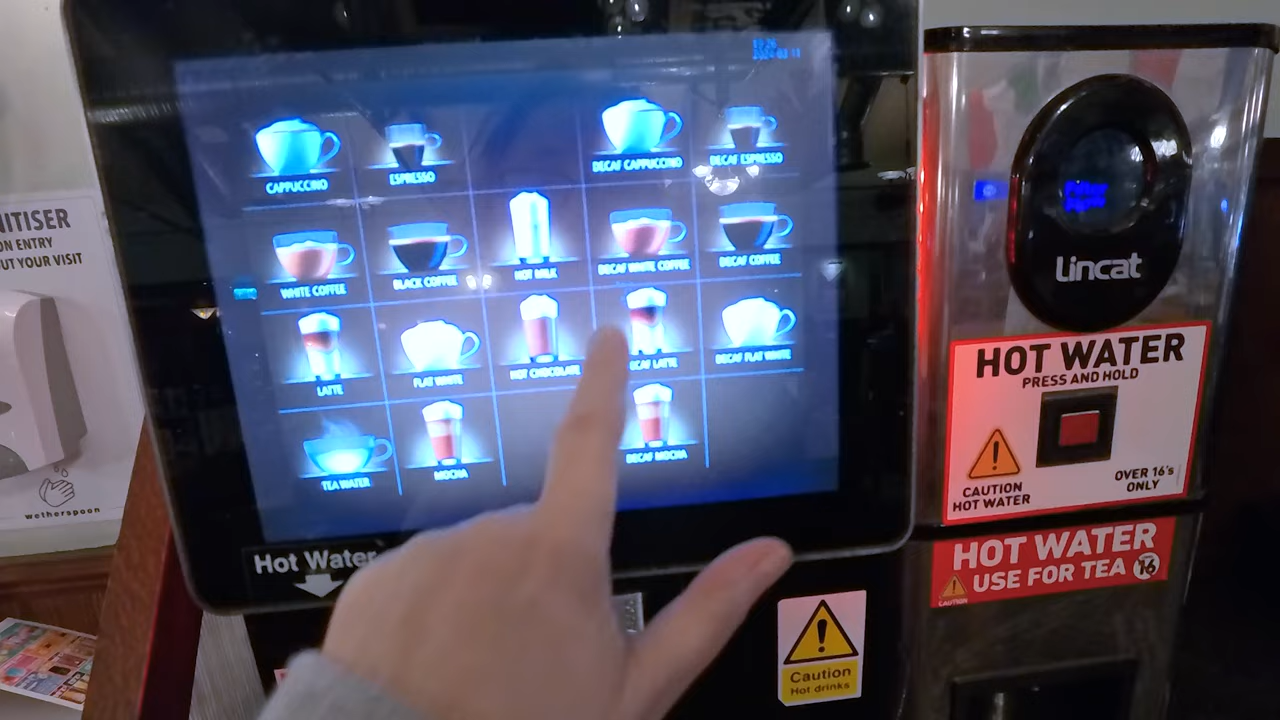 NITISER
ON ENTRY
UT YOUR VISIT
wetherspoon
CAPPUCCINO
ESPRESSO
DECAF CAPPUCCINO
DECAF ESPRESSO
WHITE COFFEE
BLACK COFFEE
HOT MILK
DECAF WHITE COFFEE
DECAF COFFEE
LATTE
FLAT WHITE
HOT CHOCOLATE
ECAF LATTE
DECAF FLAT WHITE
TEA WATER
MOCHA
DECAF MOCHA
Hot Water
Lincat
HOT WATER
PRESS AND HOLD
CAUTION
HOT WATER
OVER 16's
ONLY
HOT WATER
USE FOR TEA 16
CAUTION
Caution
Hot drinks